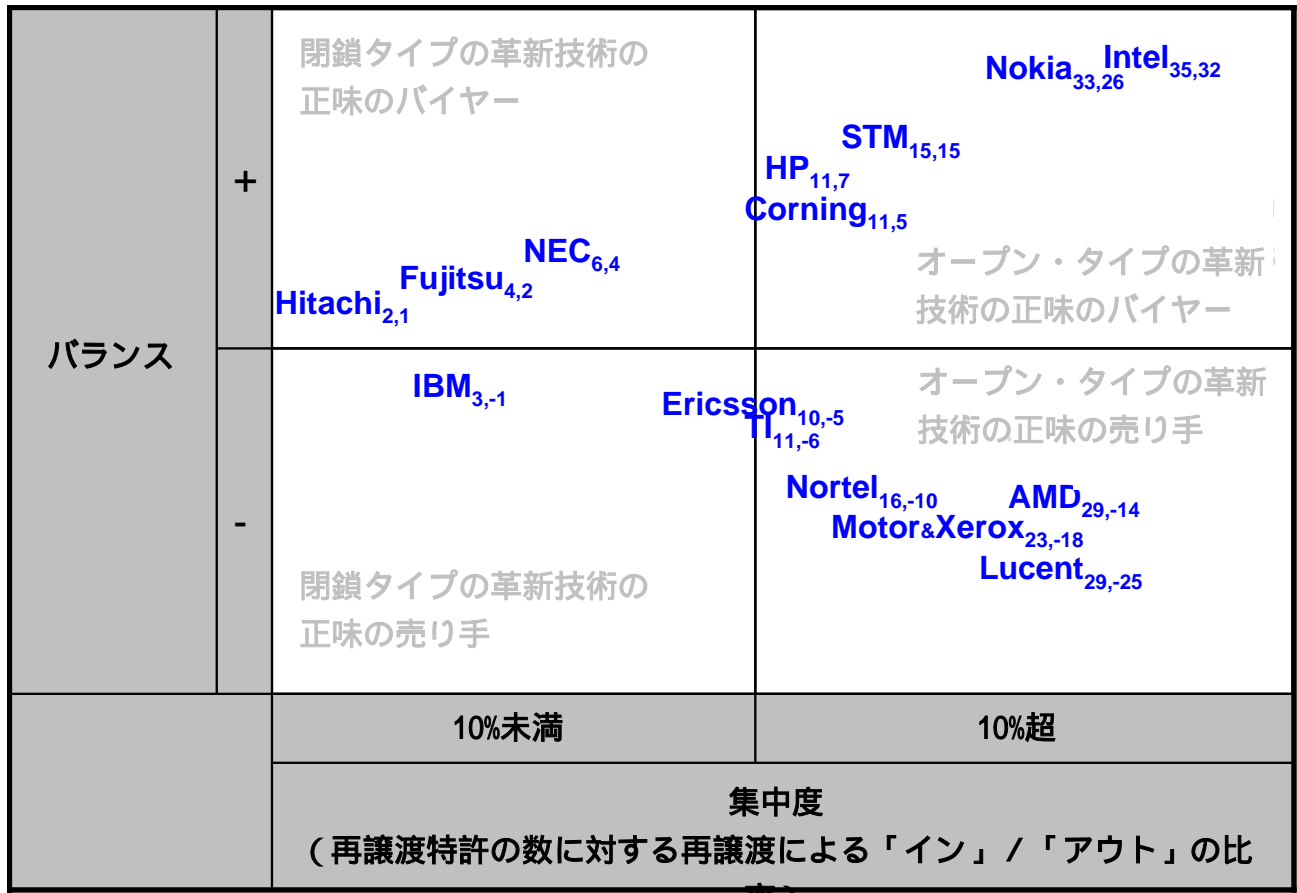 閉鎖タイプの革新技術の
正味のバイヤー
Nokia33,26
Intel35,32
STM15,15
HP11,7
Corning11,5
NEC6,4
Fujitsu4,2
Hitachi2,1
オープン・タイプの革新
技術の正味のバイヤー
+
バランス
IBM3,-1
Ericsson10,-5
TI11,-6
オープン・タイプの革新
技術の正味の売り手
Nortel16,-10
AMD29,-14
Motor&Xerox23,-18
Lucent29,-25
-
閉鎖タイプの革新技術の
正味の売り手
10%未満
10%超
集中度
(再譲渡特許の数に対する再譲渡による「イン」/「アウト」の比